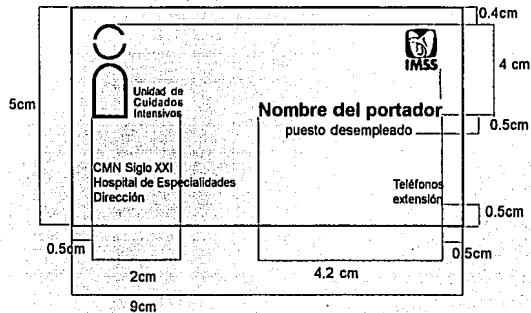 0.4cm
IMSS
4 cm
5cm
Unidad de
Cuidados
Intensivos
Nombre del portador
0.5cm
puesto desempleado
CMN Siglo XXI
Hospital de Especialidades
Dirección
Teléfonos
extensión
0.5cm
0.5cm
0.5cm
2cm
4.2 cm
9cm